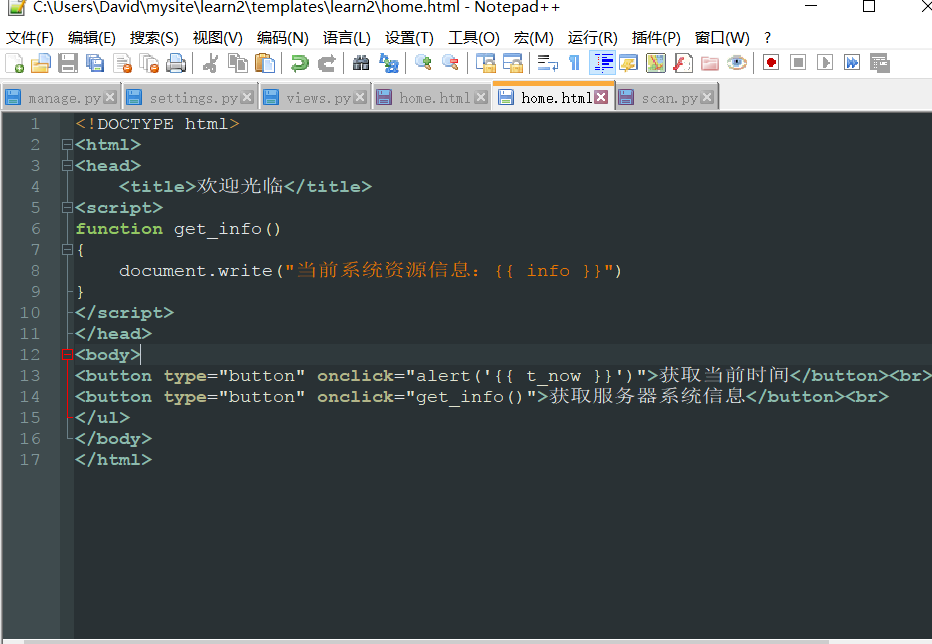 C:\Users\David\mysite\learn2\templates\learn2\home.html - Notepad++
文件(F) 编辑(E) 搜索(S) 视图(V) 编码(N) 语言(L) 设置(T) 工具(O) 宏(M) 运行(R) 插件(P) 窗口(W) ?
manage.py settings.py views.py home.html home.html scan.py
1 <!DOCTYPE html>
2 <html>
3 <head>
4 <title>欢迎光临</title>
5 <script>
6 function get_info()
7 {
8 document.write("当前系统资源信息：{{ info }}")
9 }
10 </script>
11 </head>
12 <body>
13 <button type="button" onclick="alert('{{ t_now }}')">获取当前时间</button><br>
14 <button type="button" onclick="get_info()">获取服务器系统信息</button><br>
15 </ul>
16 </body>
17 </html>